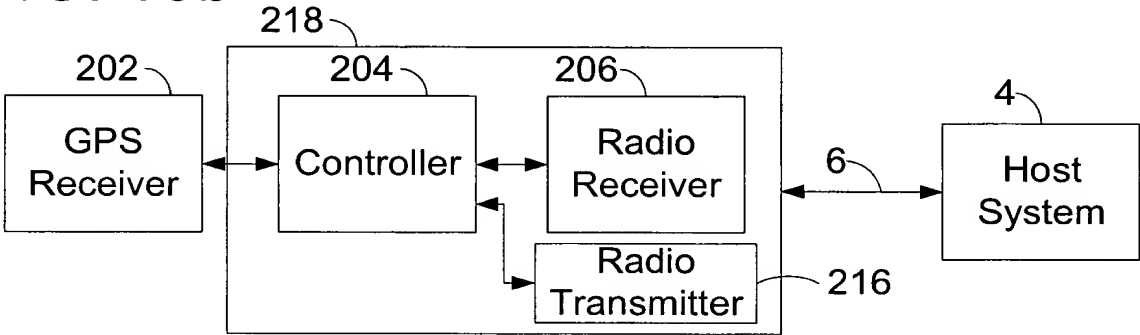 218
202
204
206
4
GPS
Receiver
Controller
Radio
Receiver
6
Host
System
Radio
Transmitter
216